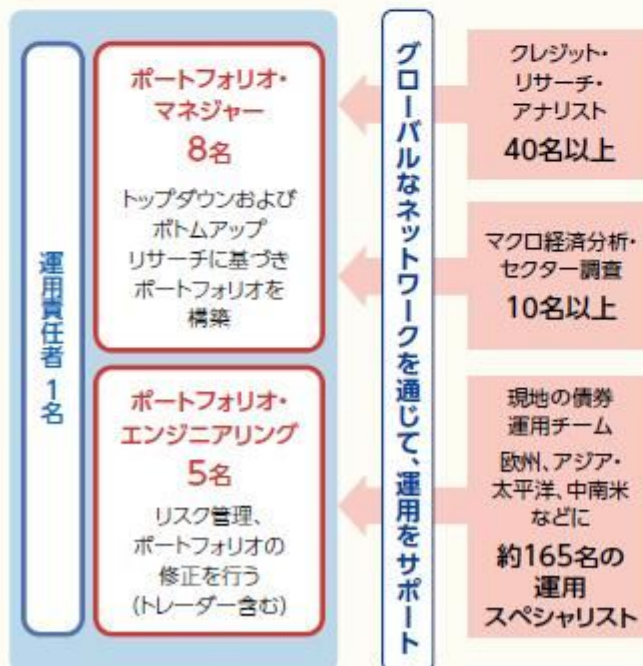 運用責任者 1名
ポートフォリオ・
マネジャー
8名
トップダウンおよび
ボトムアップ
リサーチに基づき
ポートフォリオを
構築
ポートフォリオ・
エンジニアリング
5名
リスク管理、
ポートフォリオの
修正を行う
(トレーダー含む)
グローバルなネットワークを通じて、運用をサポート
クレジット・
リサーチ・
アナリスト
40名以上
マクロ経済分析・
セクター調査
10名以上
現地の債券
運用チーム
欧州、アジア・
太平洋、中南米
などに
約165名の
運用
スペシャリスト